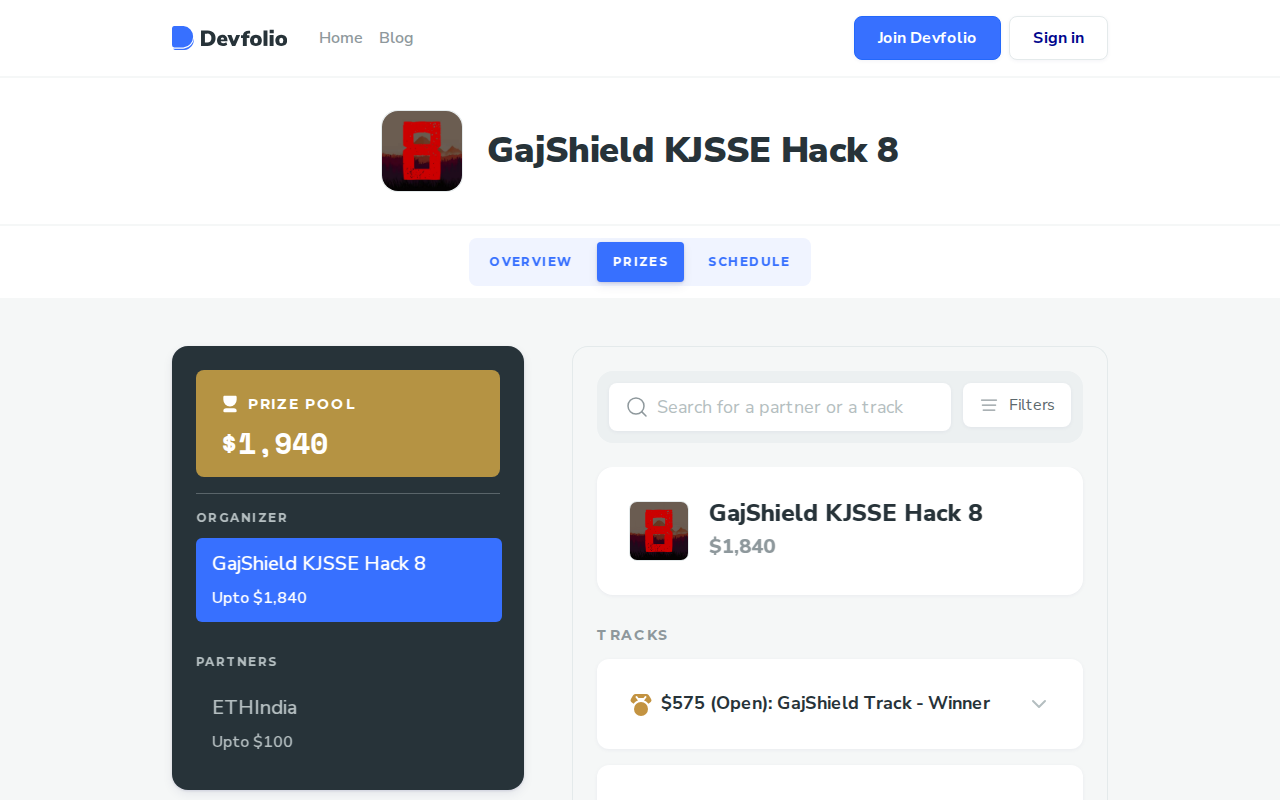 Devfolio
Home
Blog
Join Devfolio
Sign in
8
GajShield KJSSE Hack 8
OVERVIEW
PRIZES
SCHEDULE
PRIZE POOL
$1,940
ORGANIZER
GajShield KJSSE Hack 8
Upto $1,840
PARTNERS
ETHIndia
Upto $100
Search for a partner or a track
Filters
8
GajShield KJSSE Hack 8
$1,840
TRACKS
$575 (Open): GajShield Track - Winner